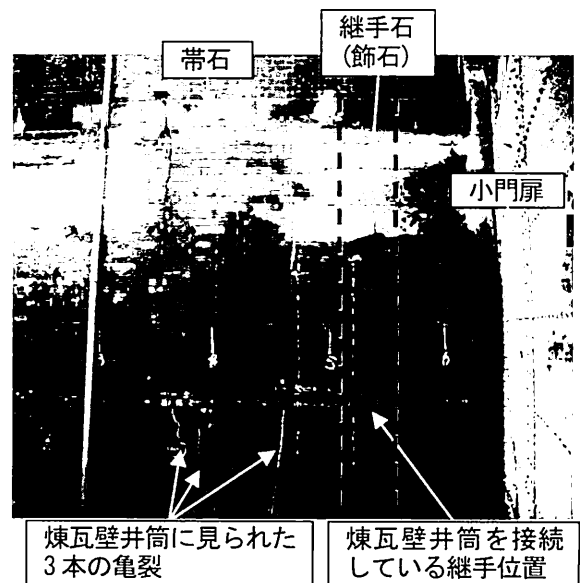 帯石
継手石
(飾石)
小門扉
煉瓦壁井筒に見られた
3本の亀裂
煉瓦壁井筒を接続
している継手位置